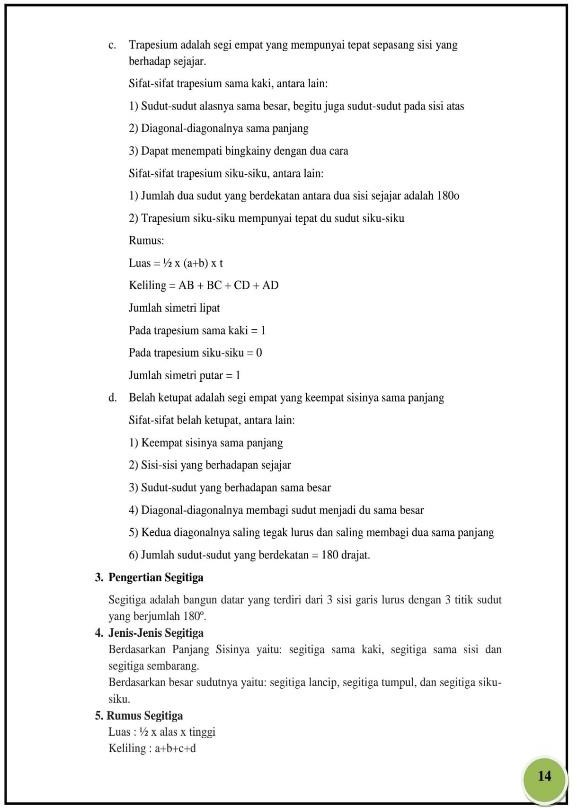 c. Trapesium adalah segi empat yang mempunyai tepat sepasang sisi yang
berhadap sejajar.
Sifat-sifat trapesium sama kaki, antara lain:
1) Sudut-sudut alasnya sama besar, begitu juga sudut-sudut pada sisi atas
2) Diagonal-diagonalnya sama panjang
3) Dapat menempati bingkainy dengan dua cara
Sifat-sifat trapesium siku-siku, antara lain:
1) Jumlah dua sudut yang berdekatan antara dua sisi sejajar adalah 180o
2) Trapesium siku-siku mempunyai tepat du sudut siku-siku
Rumus:
Luas = ½ x (a+b) x t
Keliling = AB + BC + CD + AD
Jumlah simetri lipat
Pada trapesium sama kaki = 1
Pada trapesium siku-siku = 0
Jumlah simetri putar = 1
d. Belah ketupat adalah segi empat yang keempat sisinya sama panjang
Sifat-sifat belah ketupat, antara lain:
1) Keempat sisinya sama panjang
2) Sisi-sisi yang berhadapan sejajar
3) Sudut-sudut yang berhadapan sama besar
4) Diagonal-diagonalnya membagi sudut menjadi du sama besar
5) Kedua diagonalnya saling tegak lurus dan saling membagi dua sama panjang
6) Jumlah sudut-sudut yang berdekatan = 180 drajat.
3. Pengertian Segitiga
Segitiga adalah bangun datar yang terdiri dari 3 sisi garis lurus dengan 3 titik sudut
yang berjumlah 180°.
4. Jenis-Jenis Segitiga
Berdasarkan Panjang Sisinya yaitu: segitiga sama kaki, segitiga sama sisi dan
segitiga sembarang.
Berdasarkan besar sudutnya yaitu: segitiga lancip, segitiga tumpul, dan segitiga siku-
siku.
5. Rumus Segitiga
Luas : ½ x alas x tinggi
Keliling : a+b+c+d
14